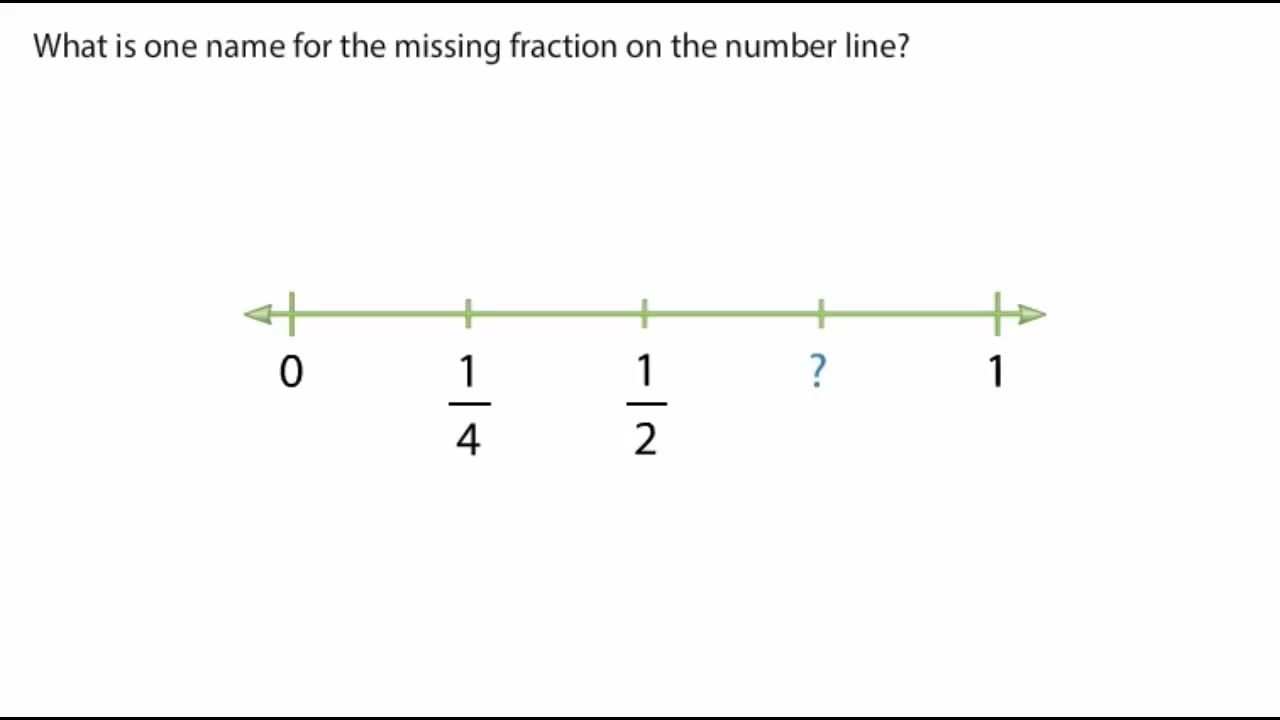 What is one name for the missing fraction on the number line?
0 1/4 1/2 ? 1